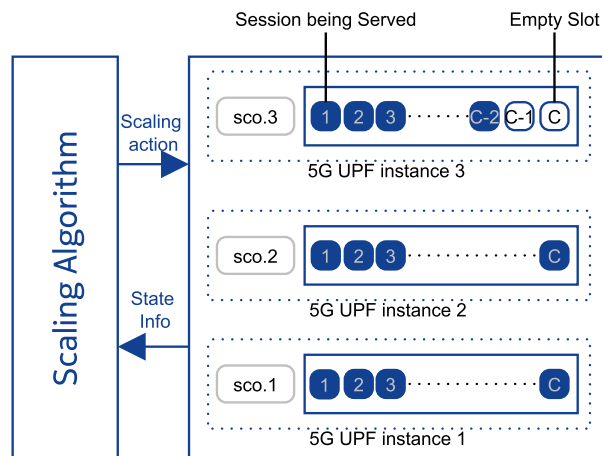 Session being Served
Empty Slot
Scaling Algorithm
Scaling
action
State
Info
sco.3
1 2 3 ······ C-2 C-1 C
5G UPF instance 3
sco.2
1 2 3 ············ C
5G UPF instance 2
sco.1
1 2 3 ············ C
5G UPF instance 1